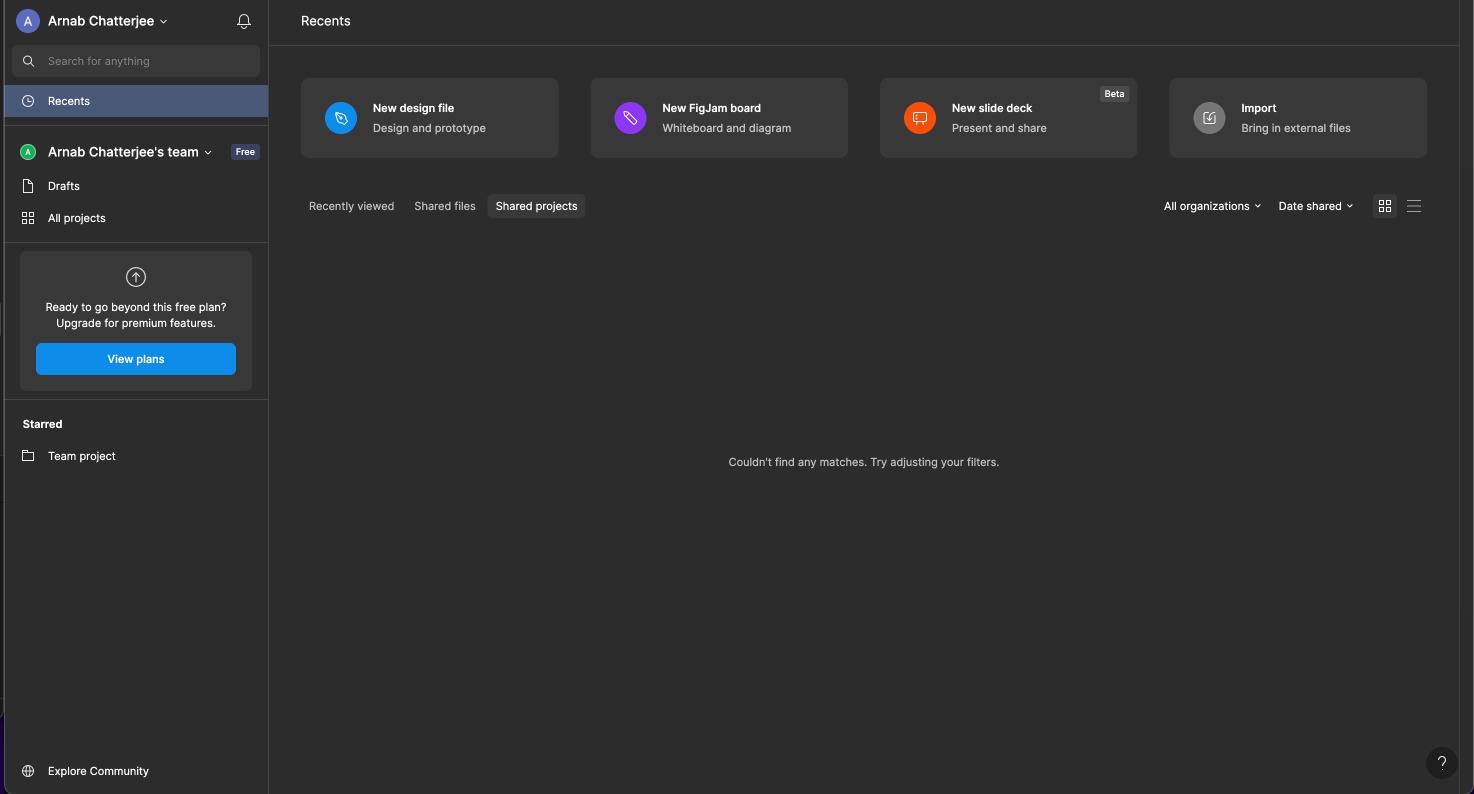 A
Arnab Chatterjee
Search for anything
Recents
A
Arnab Chatterjee's team
Free
Drafts
All projects
Ready to go beyond this free plan?
Upgrade for premium features.
View plans
Starred
Team project
Explore Community
Recents
New design file
Design and prototype
New FigJam board
Whiteboard and diagram
Beta
New slide deck
Present and share
Import
Bring in external files
Recently viewed
Shared files
Shared projects
All organizations
Date shared
Couldn't find any matches. Try adjusting your filters.
?